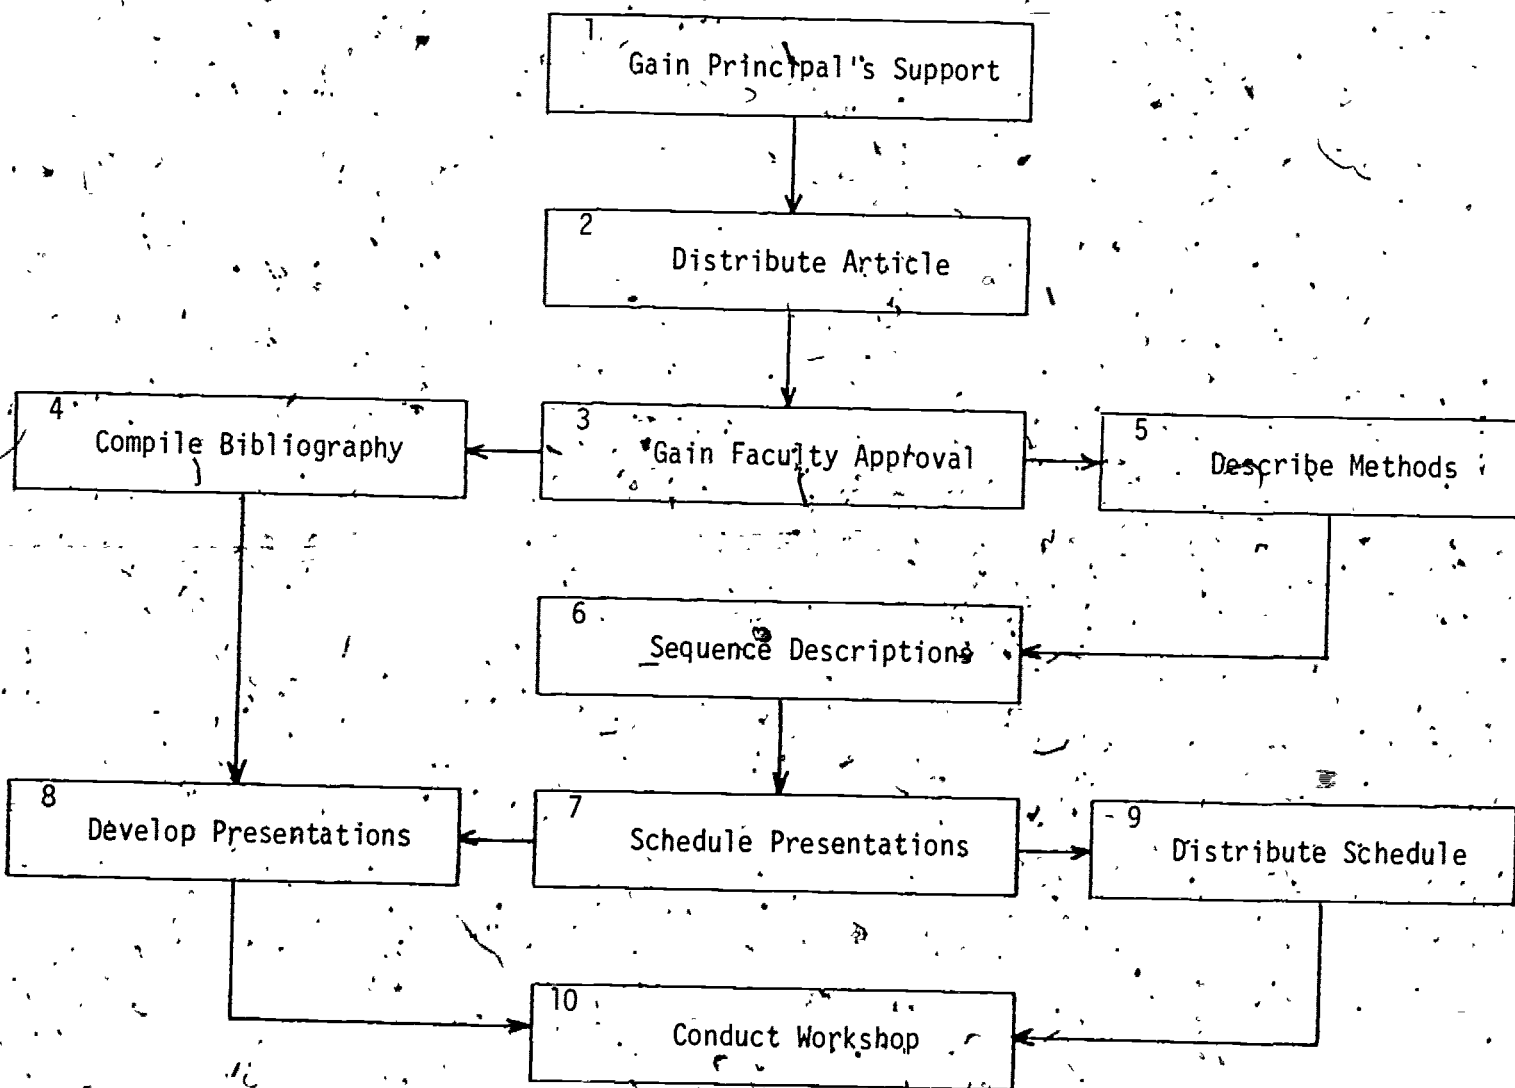 1
Gain Principal's Support
2
Distribute Article
3
Gain Faculty Approval
4
Compile Bibliography
5
Describe Methods
6
Sequence Descriptions
7
Schedule Presentations
8
Develop Presentations
9
Distribute Schedule
10
Conduct Workshop